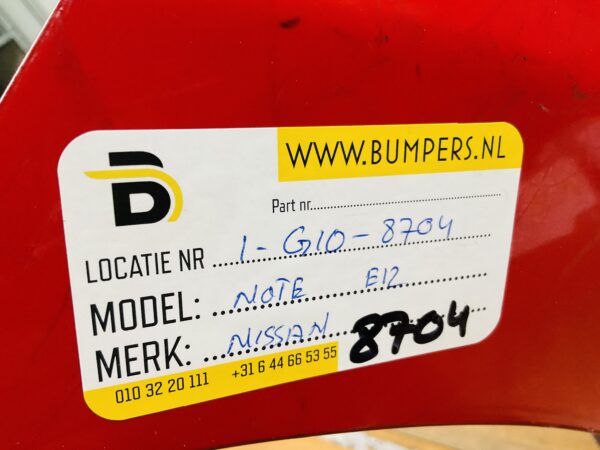 WWW.BUMPERS.NL
D
Part nr
LOCATIE NR 1-G10-8704
MODEL: NOTE E12
MERK: NISSAN 8704
010 32 20 111 +31 6 44 66 53 55